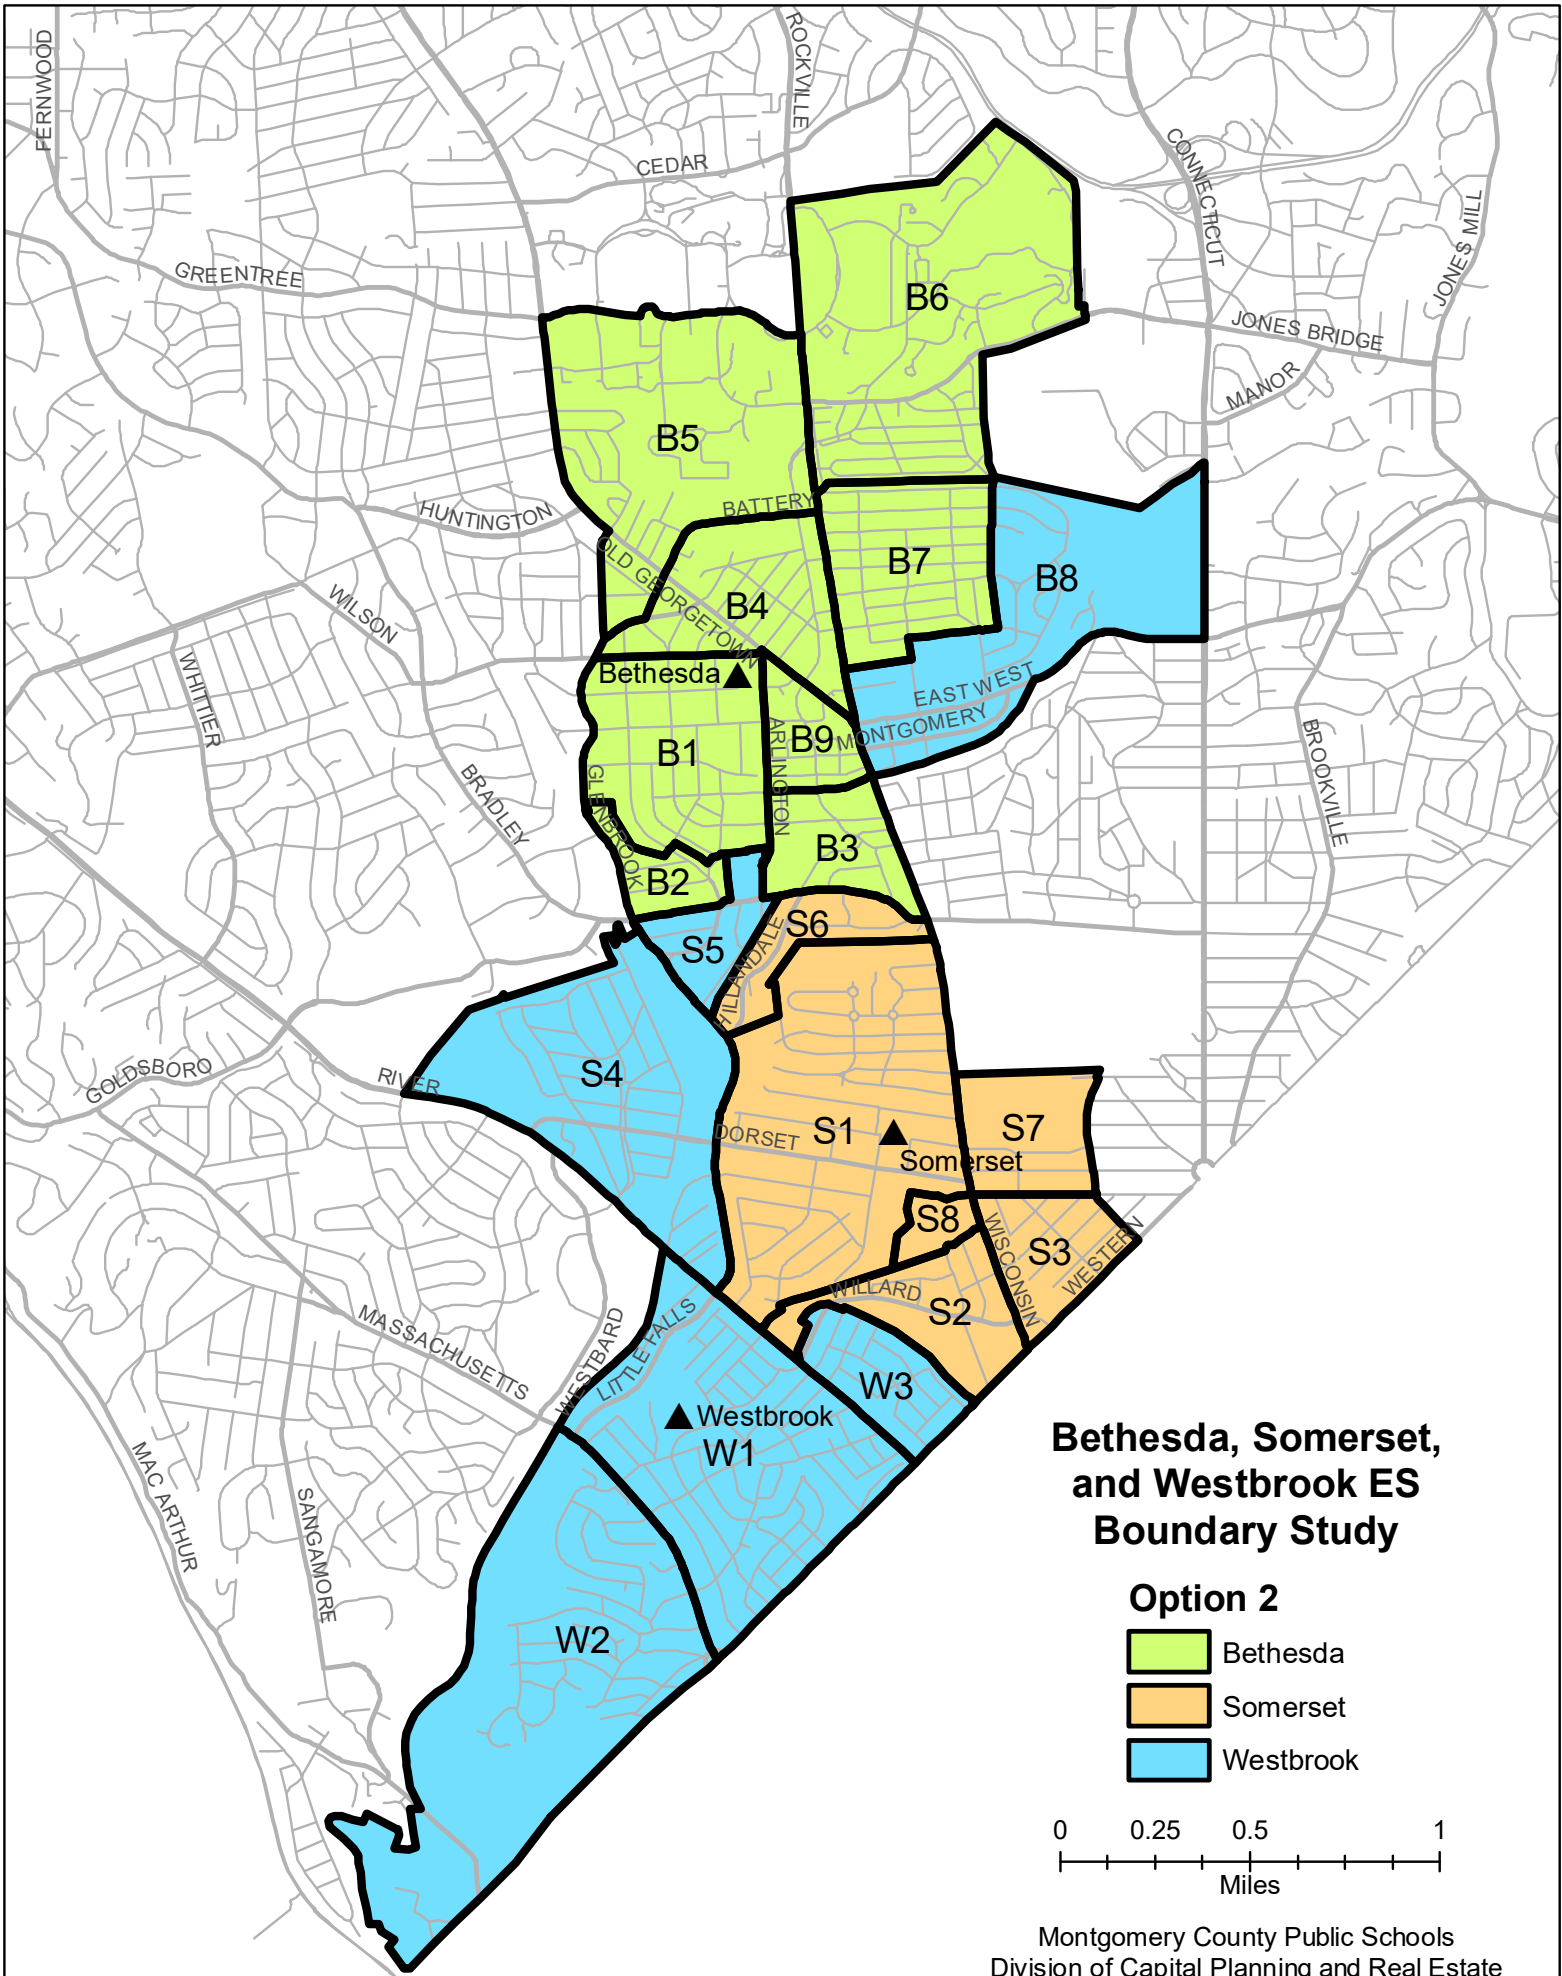 FERNWOOD
ROCKVILLE
CEDAR
CONNECTICUT
JONES MILL
GREENTREE
B6
JONES BRIDGE
MANOR
B5
BATTERY
HUNTINGTON
OLD GEORGETOWN
B7
B8
B4
WILSON
WHITTIER
Bethesda
EAST WEST
MONTGOMERY
ARLINGTON
B9
B1
BROOKVILLE
BRADLEY
GLENBROOK
B3
B2
S6
S5
HILLANDALE
S4
RIVER
GOLDSBORO
S1
DORSET
Somerset
S7
S8
WISCONSIN
S3
WESTERN
WILLARD
S2
MASSACHUSETTS
WESTBARD
LITTLE FALLS
W3
Westbrook
W1
MAC ARTHUR
SANGAMORE
W2
Bethesda, Somerset,
and Westbrook ES
Boundary Study
Option 2
Bethesda
Somerset
Westbrook
0 0.25 0.5 1
Miles
Montgomery County Public Schools
Division of Capital Planning and Real Estate